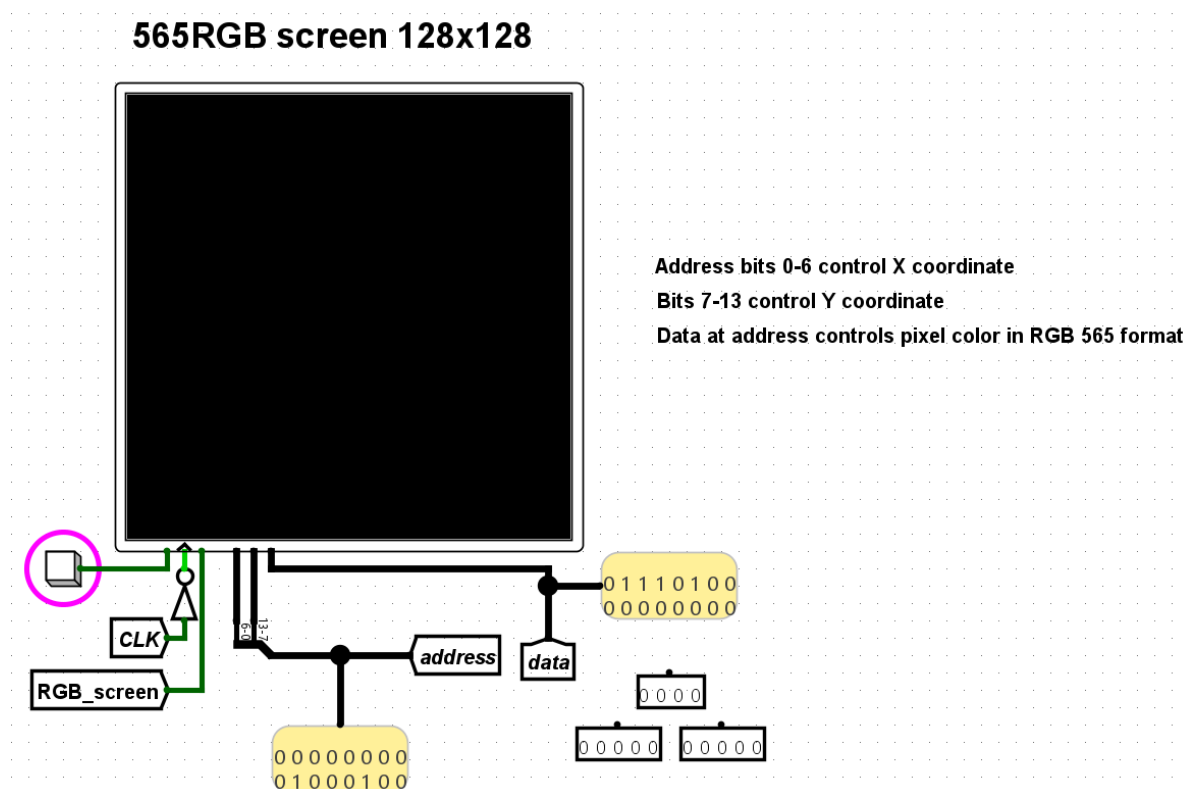 565RGB screen 128x128
Address bits 0-6 control X coordinate
Bits 7-13 control Y coordinate
Data at address controls pixel color in RGB 565 format
0 1 1 1 0 1 0 0
0 0 0 0 0 0 0 0
CLK
6-0
13-7
address
data
RGB_screen
0 0 0 0
0 0 0 0 0
0 0 0 0 0
0 0 0 0 0 0 0 0
0 1 0 0 0 1 0 0